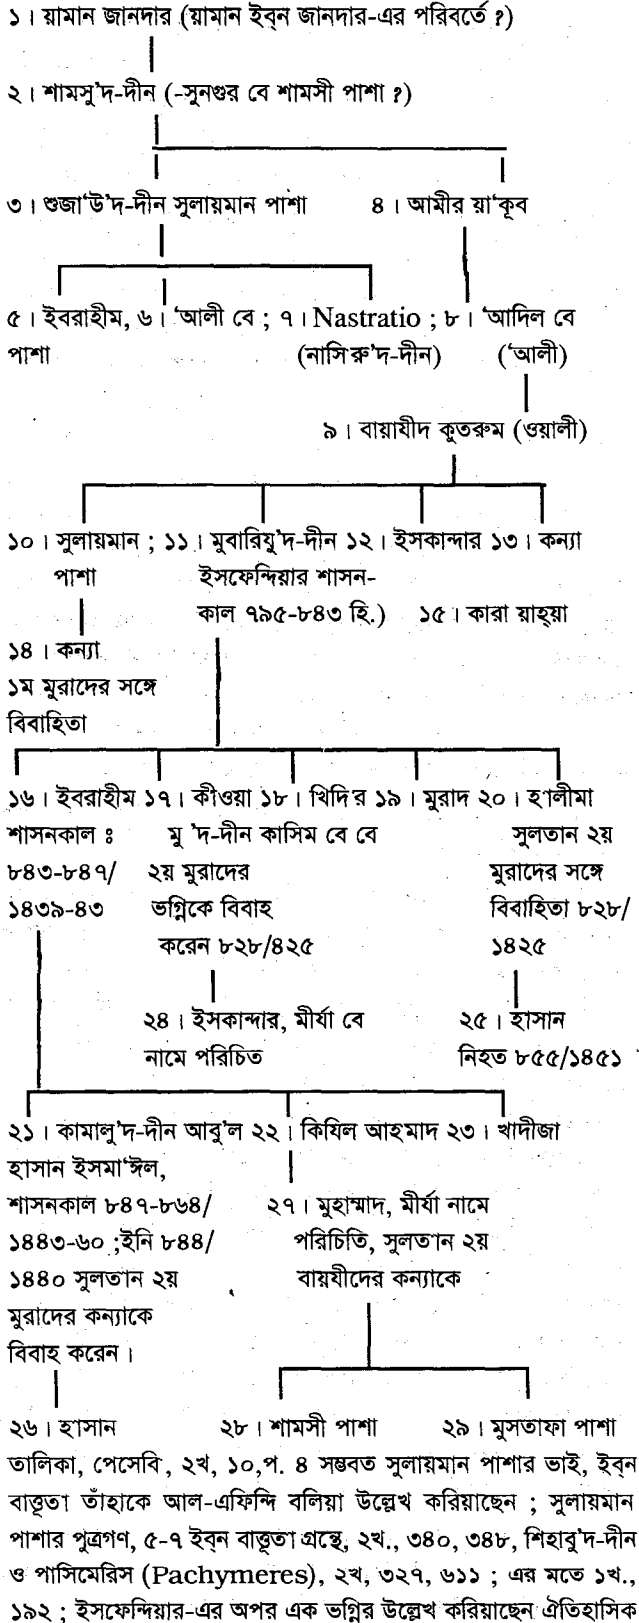 ১। য়ামান জানদার (য়ামান ইব্‌ন জানদার-এর পরিবর্তে ?)
২। শামসু'দ-দীন (-সুনগুর বে শামসী পাশা ?)
৩। শুজা'উ'দ-দীন সুলায়মান পাশা ৪। আমীর য়া'কূব
৫। ইবরাহীম, ৬। 'আলী বে ; ৭। Nastratio ; ৮। 'আদিল বে
পাশা (নাসিরু'দ-দীন) ('আলী)
৯। বায়াযীদ কুতরুম (ওয়ালী)
১০। সুলায়মান ; ১১। মুবারিযু'দ-দীন ১২। ইসকান্দার ১৩। কন্যা
পাশা ইসফেন্দিয়ার শাসন-
কাল ৭৯৫-৮৪৩ হি.) ১৫। কারা য়াহ্‌য়া
১৪। কন্যা
১ম মুরাদের সঙ্গে
বিবাহিতা
১৬। ইবরাহীম ১৭। কীওয়া ১৮। খিদির ১৯। মুরাদ ২০। হালীমা
শাসনকাল ঃ মু 'দ-দীন কাসিম বে বে সুলতান ২য়
৮৪৩-৮৪৭/ ২য় মুরাদের মুরাদের সঙ্গে
১৪৩৯-৪৩ ভগ্নিকে বিবাহ বিবাহিতা ৮২৮/
করেন ৮২৮/৪২৫ ১৪২৫
২৪। ইসকান্দার, মীর্যা বে ২৫। হাসান
নামে পরিচিত নিহত ৮৫৫/১৪৫১
২১। কামালু'দ-দীন আবু'ল ২২। কিযিল আহমাদ ২৩। খাদীজা
হাসান ইসমা'ঈল,
শাসনকাল ৮৪৭-৮৬৪/ ২৭। মুহাম্মাদ, মীর্যা নামে
১৪৪৩-৬০ ;ইনি ৮৪৪/ পরিচিতি, সুলতান ২য়
১৪৪০ সুলতান ২য় বায়যীদের কন্যাকে
মুরাদের কন্যাকে
বিবাহ করেন।
২৬। হাসান ২৮। শামসী পাশা ২৯। মুসতাফা পাশা
তালিকা, পেসেবি, ২খ, ১০,প. ৪ সম্ভবত সুলায়মান পাশার ভাই, ইব্‌ন
বাত্তূতা তাঁহাকে আল-এফিন্দি বলিয়া উল্লেখ করিয়াছেন ; সুলায়মান
পাশার পুত্রগণ, ৫-৭ ইব্‌ন বাত্তূতা গ্রন্থে, ২খ., ৩৪০, ৩৪৮, শিহাবু'দ-দীন
ও পাসিমেরিস (Pachymeres), ২খ, ৩২৭, ৬১১ ; এর মতে ১খ.,
১৯২ ; ইসফেন্দিয়ার-এর অপর এক ভগ্নির উল্লেখ করিয়াছেন ঐতিহাসিক